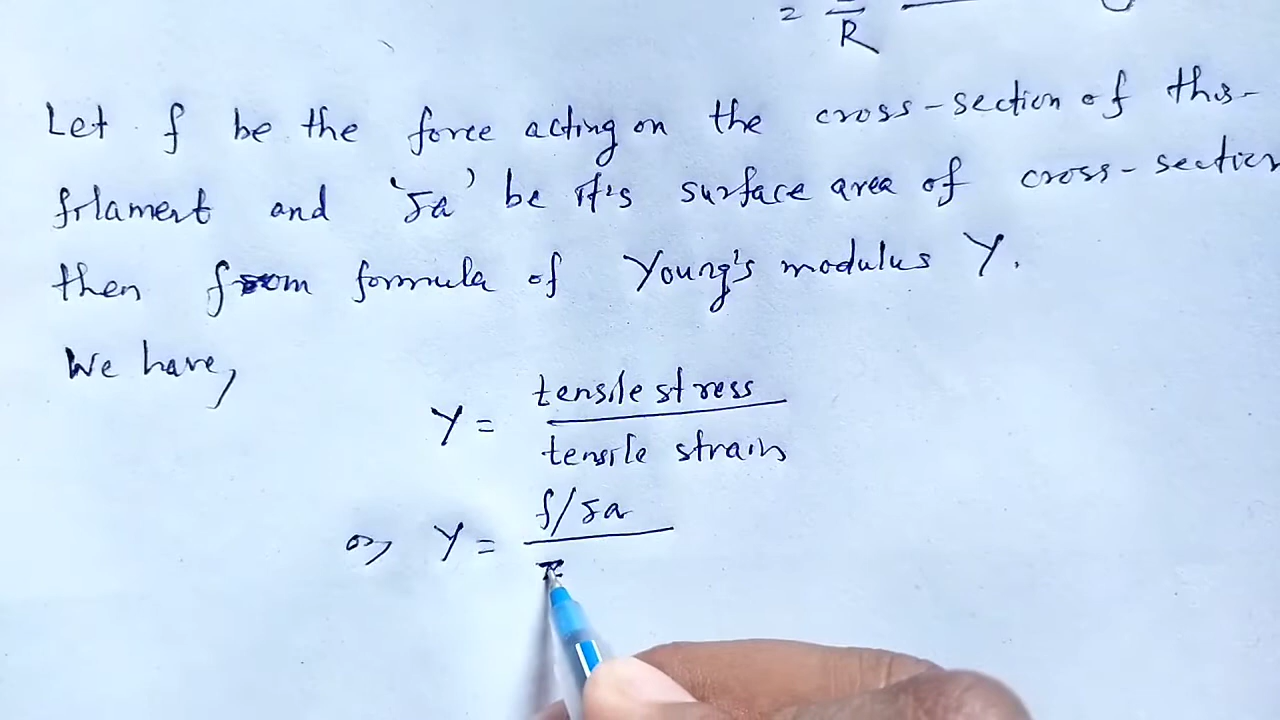 = / R
Let f be the force acting on the cross-section of this-
filament and 'δa' be it's surface area of cross-section
then from formula of Young's modulus Y.
We have,
Y = tensile stress / tensile strain
or, Y = f/δa